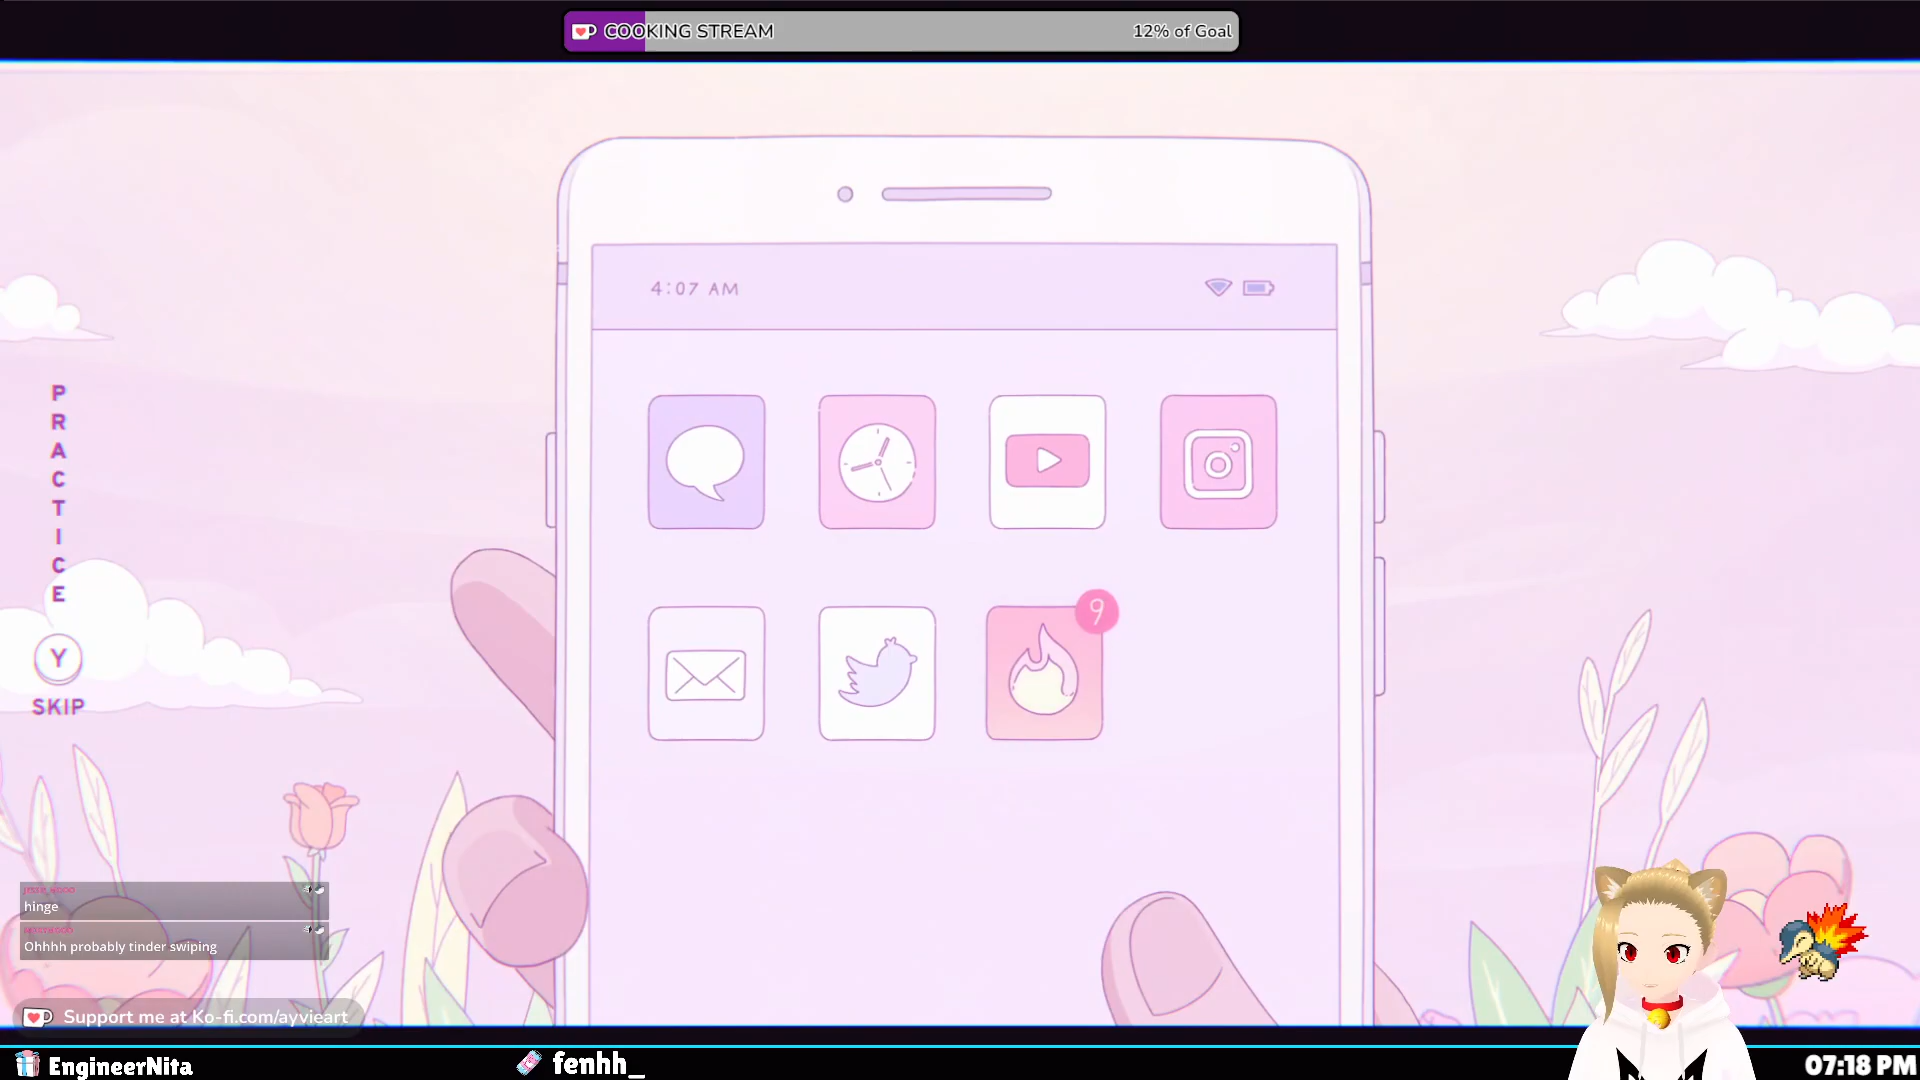 COOKING STREAM
12% of Goal
4:07 AM
PRACTICE
9
Y
SKIP
hinge
Ohhhh probably tinder swiping
Support me at Ko-fi.com/ayvieart
EngineerNita
fenhh_
07:18 PM